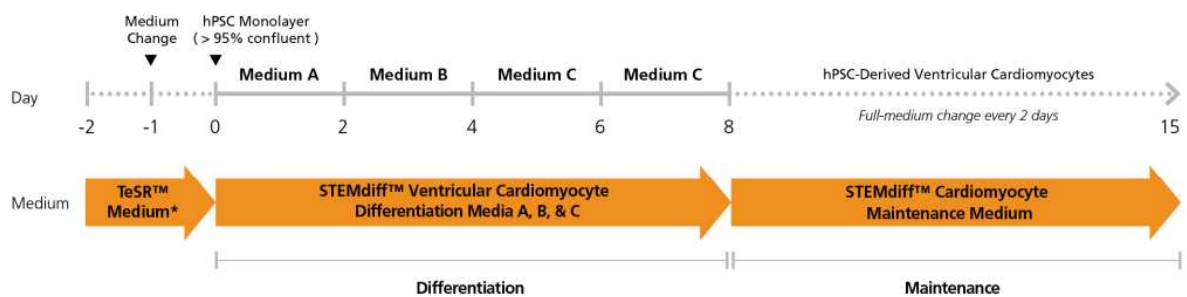 Medium
Change
hPSC Monolayer
( > 95% confluent )
Medium A
Medium B
Medium C
Medium C
hPSC-Derived Ventricular Cardiomyocytes
Day
Full-medium change every 2 days
-2
-1
0
2
4
6
8
15
Medium
TeSR™
Medium*
STEMdiff™ Ventricular Cardiomyocyte
Differentiation Media A, B, & C
STEMdiff™ Cardiomyocyte
Maintenance Medium
Differentiation
Maintenance